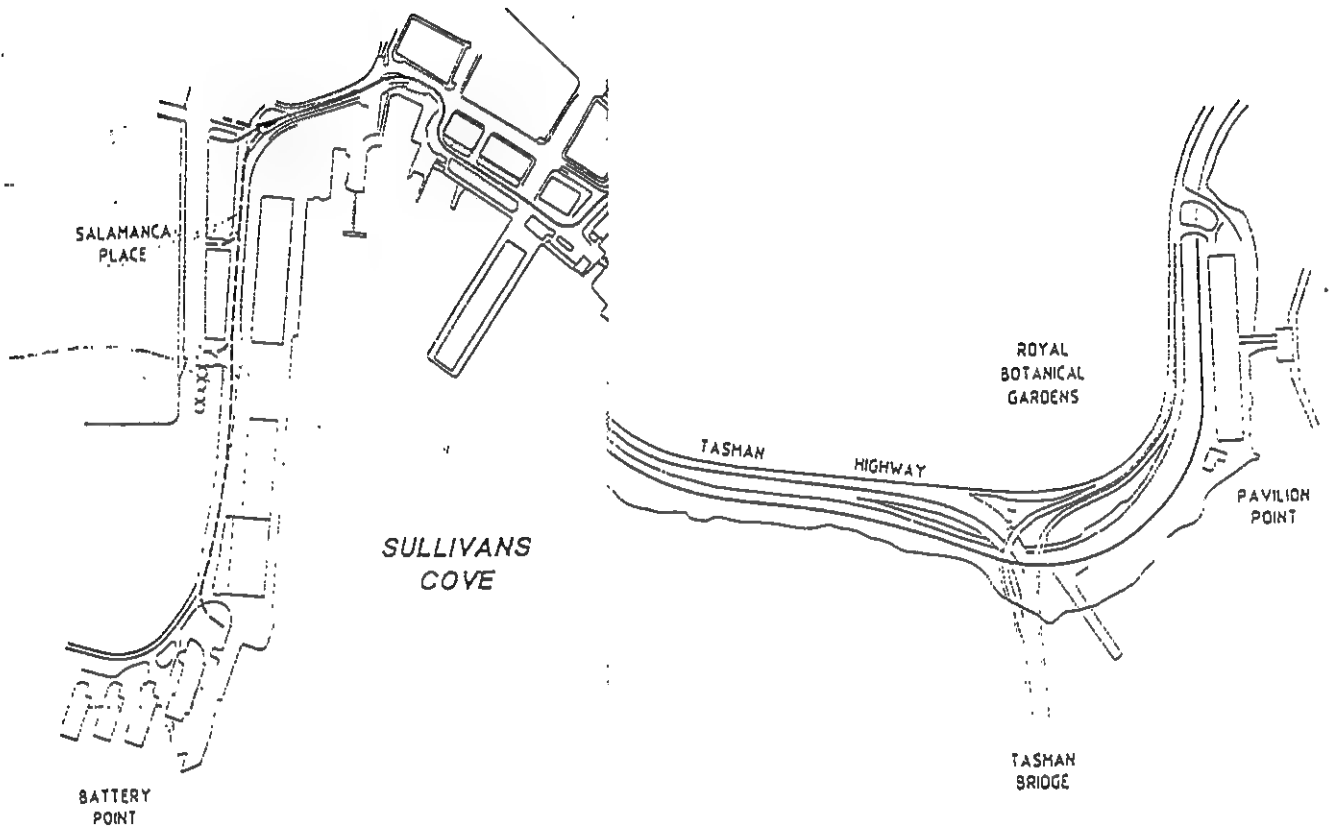 SALAMANCA
PLACE
SULLIVANS
COVE
BATTERY
POINT
ROYAL
BOTANICAL
GARDENS
TASMAN HIGHWAY
PAVILION
POINT
TASMAN
BRIDGE